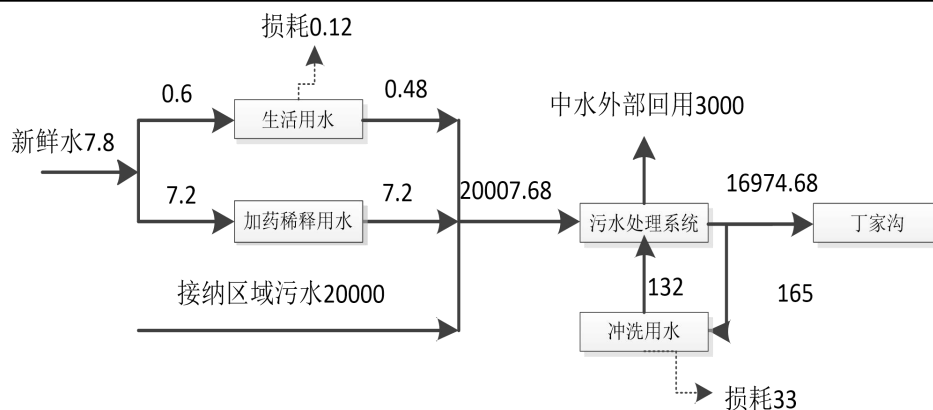 损耗0.12
0.6
生活用水
0.48
新鲜水7.8
7.2
加药稀释用水
7.2
20007.68
中水外部回用3000
污水处理系统
16974.68
丁家沟
接纳区域污水20000
132
165
冲洗用水
损耗33